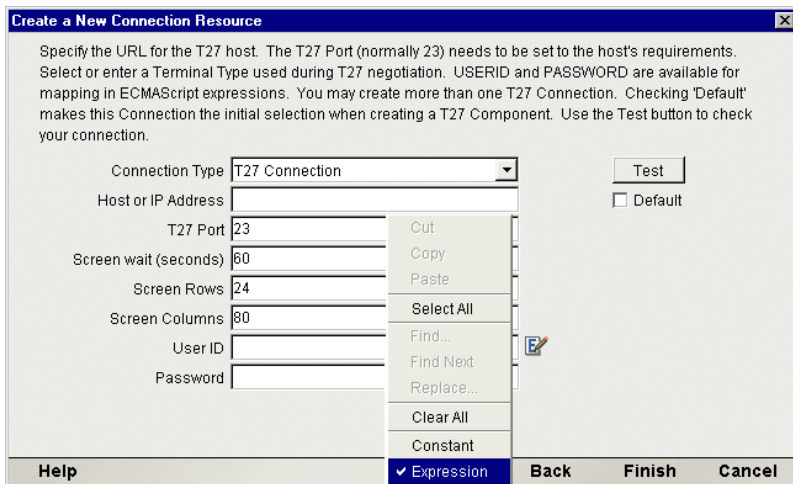 Create a New Connection Resource
Specify the URL for the T27 host. The T27 Port (normally 23) needs to be set to the host's requirements.
Select or enter a Terminal Type used during T27 negotiation. USERID and PASSWORD are available for
mapping in ECMAScript expressions. You may create more than one T27 Connection. Checking 'Default'
makes this Connection the initial selection when creating a T27 Component. Use the Test button to check
your connection.
Connection Type T27 Connection Test
Host or IP Address Default
T27 Port 23
Screen wait (seconds) 60
Screen Rows 24
Screen Columns 80
User ID
Password
Cut
Copy
Paste
Select All
Find...
Find Next
Replace...
Clear All
Constant
Expression
Help Back Finish Cancel